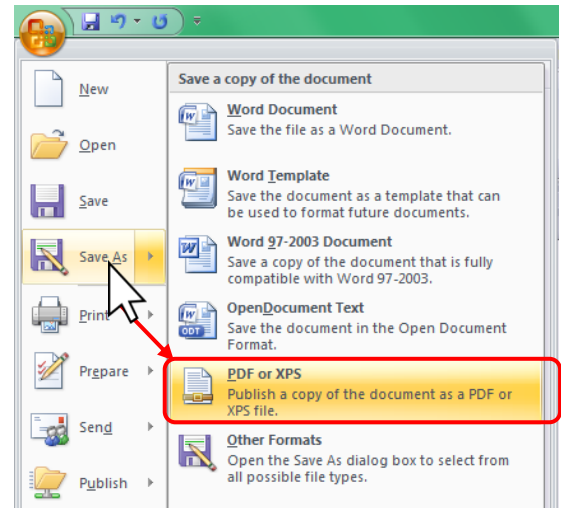 New
Open
Save
Save As
Print
Prepare
Send
Publish
Save a copy of the document
Word Document
Save the file as a Word Document.
Word Template
Save the document as a template that can
be used to format future documents.
Word 97-2003 Document
Save a copy of the document that is fully
compatible with Word 97-2003.
OpenDocument Text
Save the document in the Open Document
Format.
ODT
PDF or XPS
Publish a copy of the document as a PDF or
XPS file.
Other Formats
Open the Save As dialog box to select from
all possible file types.